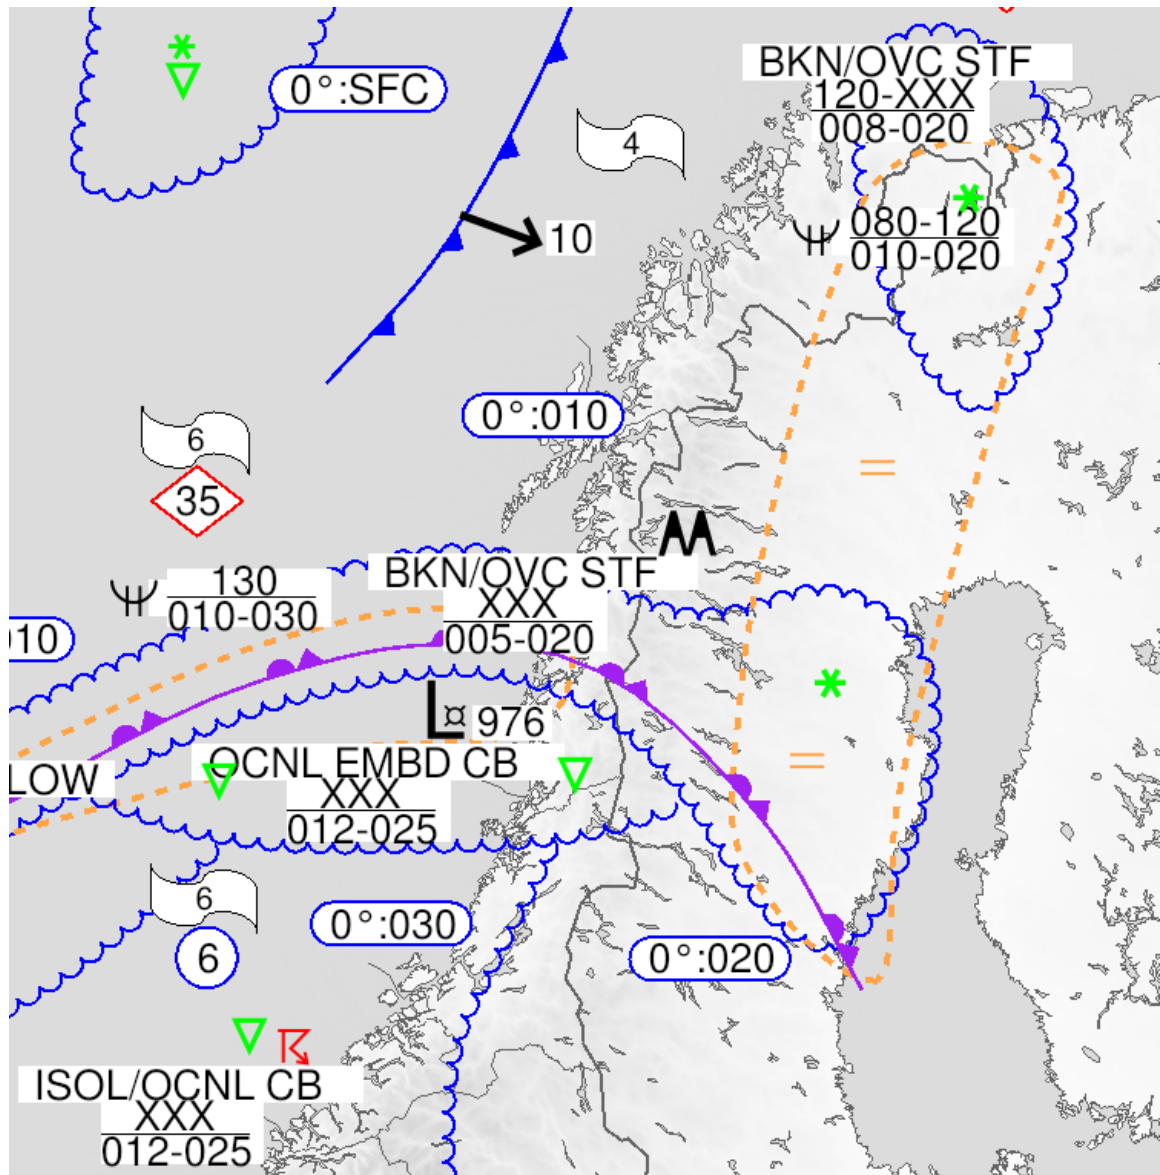 0°:SFC
4
BKN/OVC STF
120-XXX
008-020
10
080-120
010-020
0°:010
6
35
130
010-030
BKN/OVC STF
XXX
005-020
10
L 976
LOW
OCNL EMBD CB
XXX
012-025
6
6
0°:030
0°:020
ISOL/OCNL CB
XXX
012-025